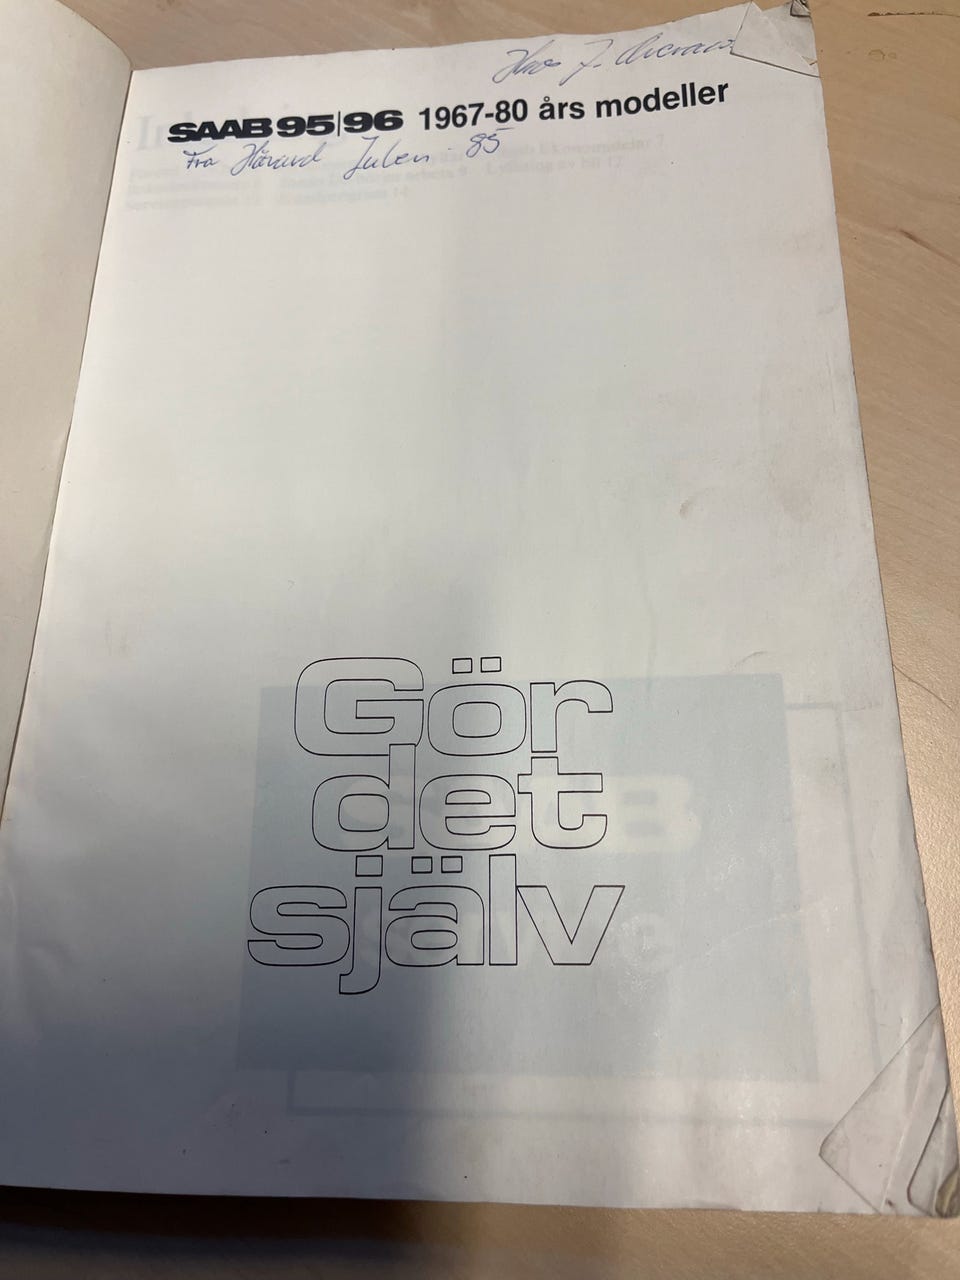 SAAB 95|96 1967-80 års modeller
Fra Håvard Julen 85
Gör
det
själv